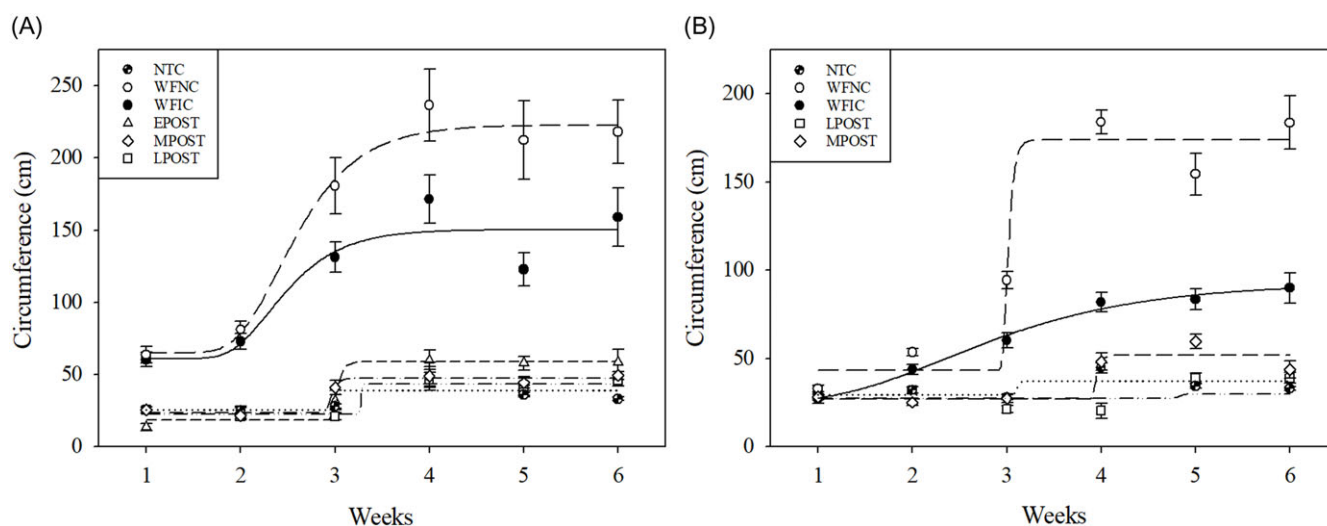 (A)
NTC
WFNC
WFIC
EPOST
MPOST
LPOST
250
200
150
100
50
0
Circumference (cm)
1 2 3 4 5 6
Weeks
(B)
NTC
WFNC
WFIC
LPOST
MPOST
200
150
100
50
0
Circumference (cm)
1 2 3 4 5 6
Weeks